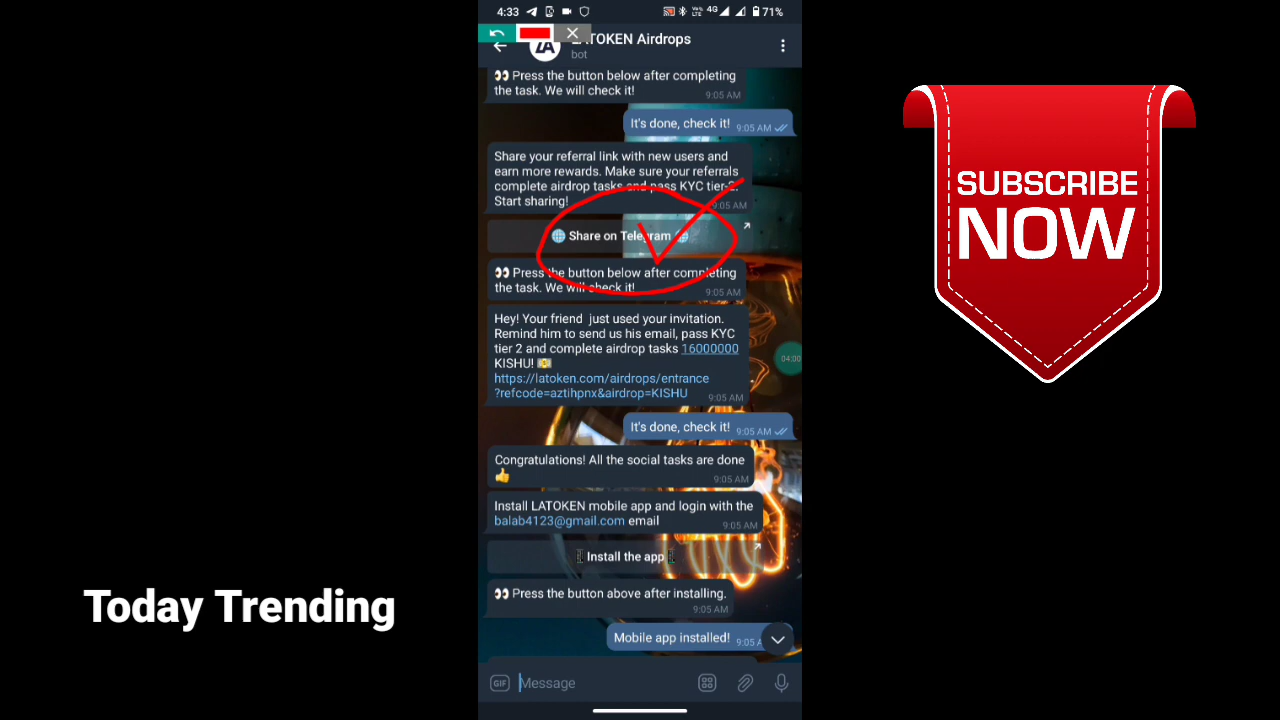 4:33
4G
71%
LATOKEN Airdrops
bot
👀 Press the button below after completing
the task. We will check it!
9:05 AM
It's done, check it! 9:05 AM
Share your referral link with new users and
earn more rewards. Make sure your referrals
complete airdrop tasks and pass KYC tier-2.
Start sharing!
9:05 AM
🌐 Share on Telegram 🌐
👀 Press the button below after completing
the task. We will check it!
9:05 AM
Hey! Your friend just used your invitation.
Remind him to send us his email, pass KYC
tier 2 and complete airdrop tasks 16000000
KISHU! 💴
https://latoken.com/airdrops/entrance
?refcode=aztihpnx&airdrop=KISHU
9:05 AM
04:00
It's done, check it! 9:05 AM
Congratulations! All the social tasks are done
👍
9:05 AM
Install LATOKEN mobile app and login with the
balab4123@gmail.com email
9:05 AM
📱Install the app📱
👀 Press the button above after installing.
9:05 AM
Mobile app installed! 9:05 A
GIF
Message
Today Trending
SUBSCRIBE
NOW